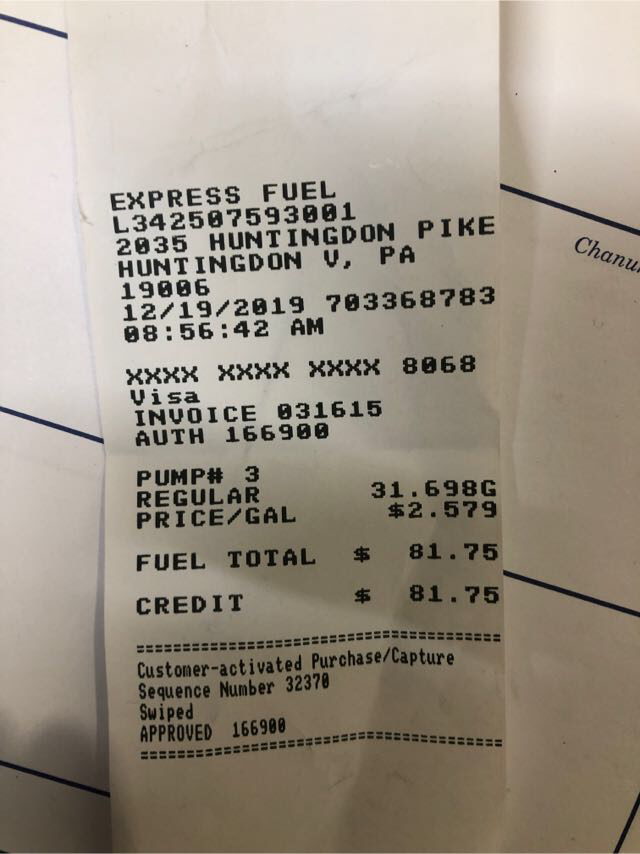 EXPRESS FUEL
L342507593001
2035 HUNTINGDON PIKE
HUNTINGDON V, PA
19006
12/19/2019 703368783
08:56:42 AM
XXXX XXXX XXXX 8068
Visa
INVOICE 031615
AUTH 166900
PUMP# 3
REGULAR 31.698G
PRICE/GAL $2.579
FUEL TOTAL $ 81.75
CREDIT $ 81.75
Customer-activated Purchase/Capture
Sequence Number 32370
Swiped
APPROVED 166900